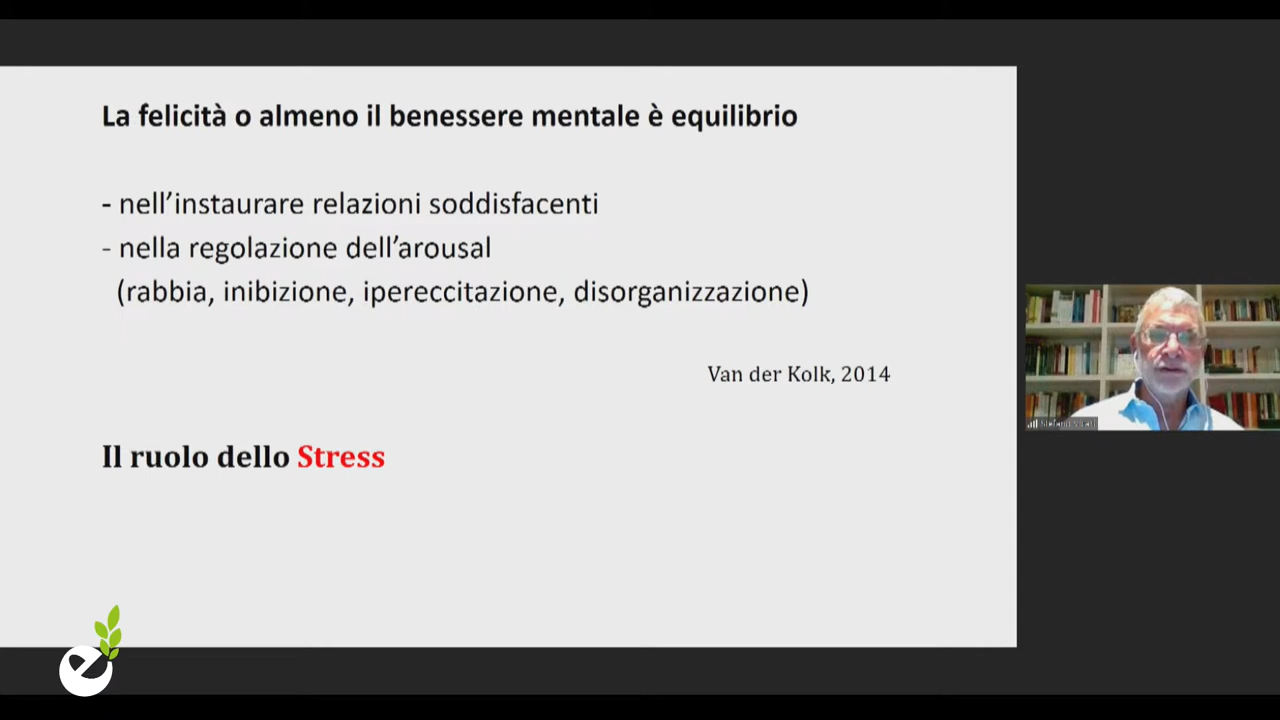 La felicità o almeno il benessere mentale è equilibrio
- nell'instaurare relazioni soddisfacenti
- nella regolazione dell'arousal
(rabbia, inibizione, ipereccitazione, disorganizzazione)
Van der Kolk, 2014
Il ruolo dello Stress
e